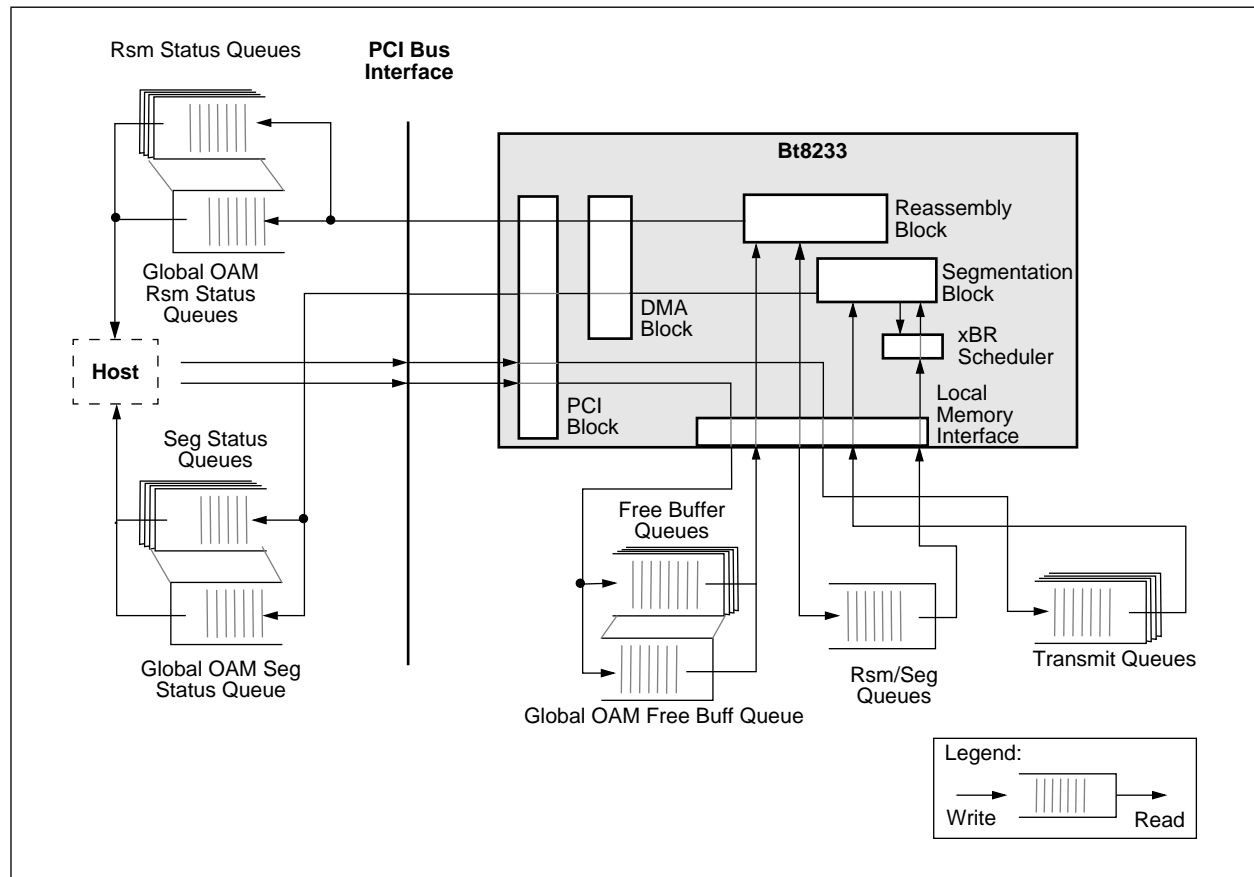 Rsm Status Queues
PCI Bus
Interface
Bt8233
Reassembly
Block
Segmentation
Block
Global OAM
Rsm Status
Queues
DMA
Block
xBR
Scheduler
Host
PCI
Block
Local
Memory
Interface
Seg Status
Queues
Free Buffer
Queues
Global OAM Seg
Status Queue
Rsm/Seg
Queues
Transmit Queues
Global OAM Free Buff Queue
Legend:
Write
Read